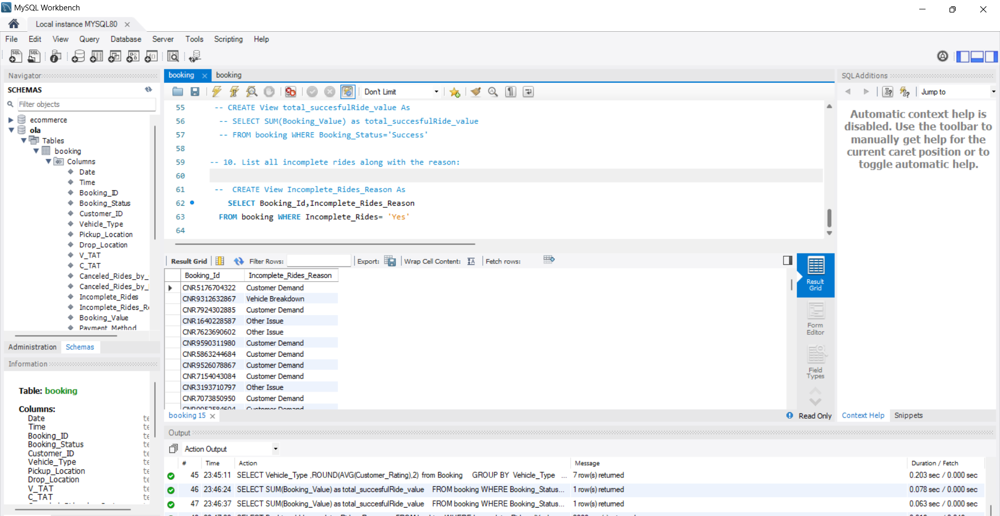 MySQL Workbench
Local instance MYSQL80
File Edit View Query Database Server Tools Scripting Help
Navigator
SCHEMAS
Filter objects
ecommerce
ola
Tables
booking
Columns
Date
Time
Booking_ID
Booking_Status
Customer_ID
Vehicle_Type
Pickup_Location
Drop_Location
V_TAT
C_TAT
Canceled_Rides_by_
Canceled_Rides_by_
Incomplete_Rides
Incomplete_Rides_R
Booking_Value
Payment_Method
Administration Schemas
Information
Table: booking
Columns:
Date te
Time te
Booking_ID te
Booking_Status te
Customer_ID te
Vehicle_Type te
Pickup_Location te
Drop_Location te
V_TAT te
C_TAT te
booking booking
Don't Limit
55 -- CREATE View total_succesfulRide_value As
56 -- SELECT SUM(Booking_Value) as total_succesfulRide_value
57 -- FROM booking WHERE Booking_Status='Success'
58
59 -- 10. List all incomplete rides along with the reason:
60
61 -- CREATE View Incomplete_Rides_Reason As
62 SELECT Booking_Id,Incomplete_Rides_Reason
63 FROM booking WHERE Incomplete_Rides= 'Yes'
64
Result Grid Filter Rows: Export: Wrap Cell Content: Fetch rows:
Booking_Id Incomplete_Rides_Reason
CNR5176704322 Customer Demand
CNR9312632867 Vehicle Breakdown
CNR7924302885 Customer Demand
CNR1640228587 Other Issue
CNR7623690602 Other Issue
CNR9590311980 Customer Demand
CNR5863244684 Customer Demand
CNR9526078867 Customer Demand
CNR7154043084 Customer Demand
CNR3193710797 Other Issue
CNR7073850950 Customer Demand
Customer Demand
Result
Grid
Form
Editor
Field
Types
booking 15 Read Only
SQLAdditions
Jump to
Automatic context help is
disabled. Use the toolbar to
manually get help for the
current caret position or to
toggle automatic help.
Context Help Snippets
Output
Action Output
# Time Action Message Duration / Fetch
45 23:45:11 SELECT Vehicle_Type ,ROUND(AVG(Customer_Rating),2) from Booking GROUP BY Vehicle_Type ... 7 row(s) returned 0.203 sec / 0.000 sec
46 23:46:24 SELECT SUM(Booking_Value) as total_succesfulRide_value FROM booking WHERE Booking_Status... 1 row(s) returned 0.078 sec / 0.000 sec
47 23:46:37 SELECT SUM(Booking_Value) as total_succesfulRide_value FROM booking WHERE Booking_Status... 1 row(s) returned 0.063 sec / 0.000 sec